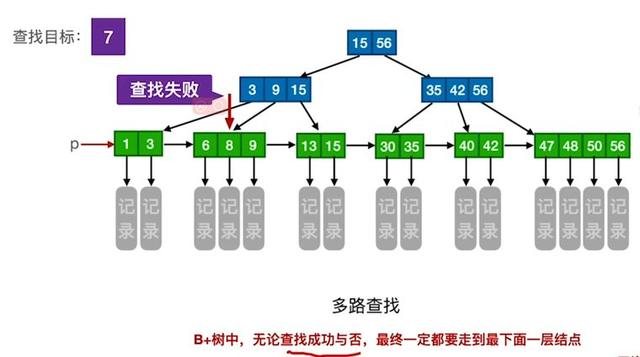 查找目标： 7
15 56
查找失败
3 9 15
35 42 56
p
1 3
6 8 9
13 15
30 35
40 42
47 48 50 56
记录 记录 记录 记录 记录 记录 记录 记录 记录 记录 记录 记录 记录 记录 记录
多路查找
B+树中，无论查找成功与否，最终一定都要走到最下面一层结点